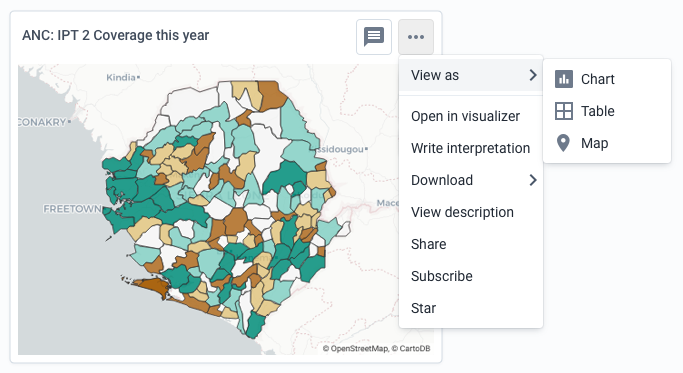 ANC: IPT 2 Coverage this year
View as
Chart
Table
Map
Open in visualizer
Write interpretation
Download
View description
Share
Subscribe
Star
Kindia
CONAKRY
ssidougou
FREETOWN
Mace
© OpenStreetMap, © CartoDB